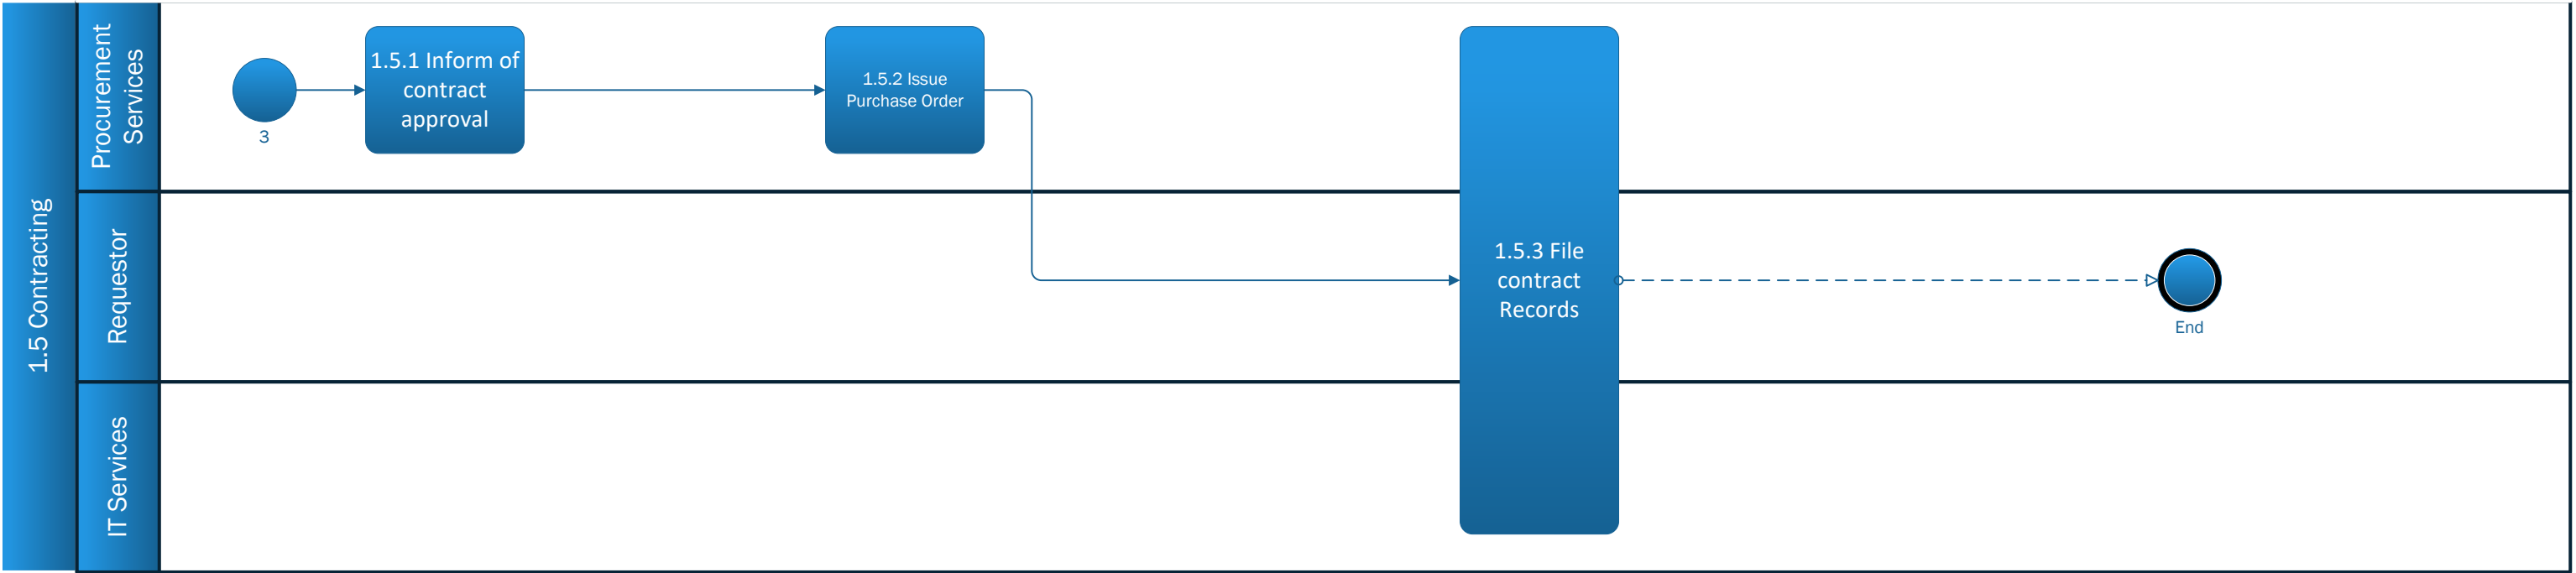 1.5 Contracting
Procurement
Services
3
1.5.1 Inform of
contract
approval
1.5.2 Issue
Purchase Order
Requestor
1.5.3 File
contract
Records
End
IT Services